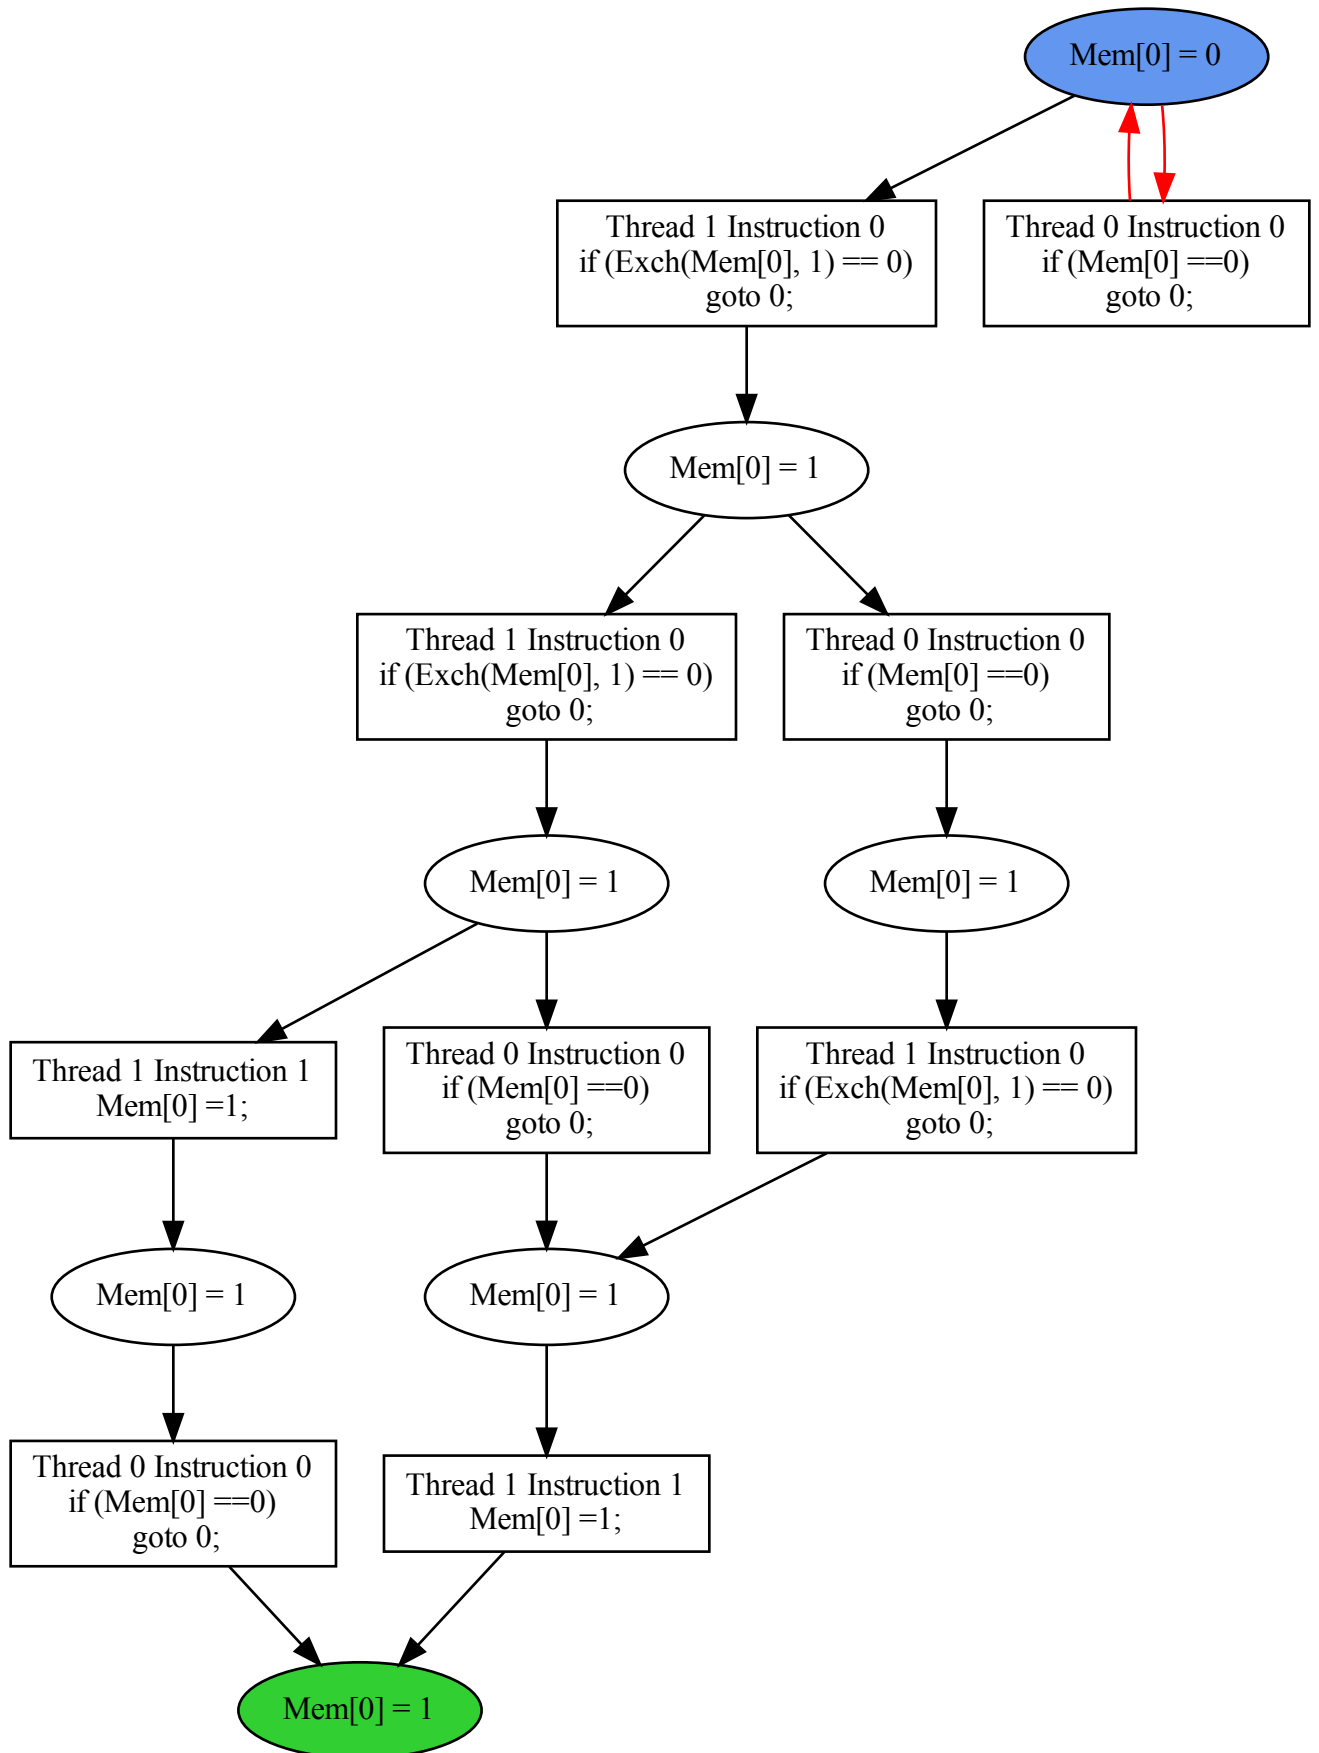 Mem[0] = 0
Thread 1 Instruction 0
if (Exch(Mem[0], 1) == 0)
goto 0;
Thread 0 Instruction 0
if (Mem[0] ==0)
goto 0;
Mem[0] = 1
Thread 1 Instruction 0
if (Exch(Mem[0], 1) == 0)
goto 0;
Thread 0 Instruction 0
if (Mem[0] ==0)
goto 0;
Mem[0] = 1
Mem[0] = 1
Thread 1 Instruction 1
Mem[0] =1;
Thread 0 Instruction 0
if (Mem[0] ==0)
goto 0;
Thread 1 Instruction 0
if (Exch(Mem[0], 1) == 0)
goto 0;
Mem[0] = 1
Mem[0] = 1
Thread 0 Instruction 0
if (Mem[0] ==0)
goto 0;
Thread 1 Instruction 1
Mem[0] =1;
Mem[0] = 1